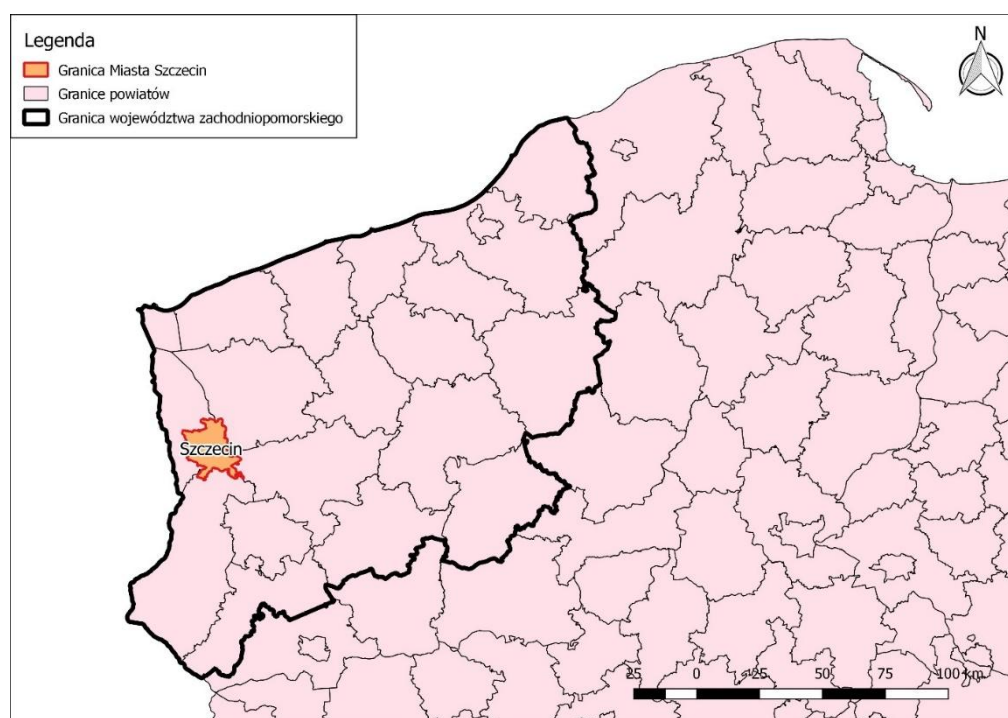 Legenda
Granica Miasta Szczecin
Granice powiatów
Granica województwa zachodniopomorskiego
N
Szczecin
25 0 25 50 75 100 km